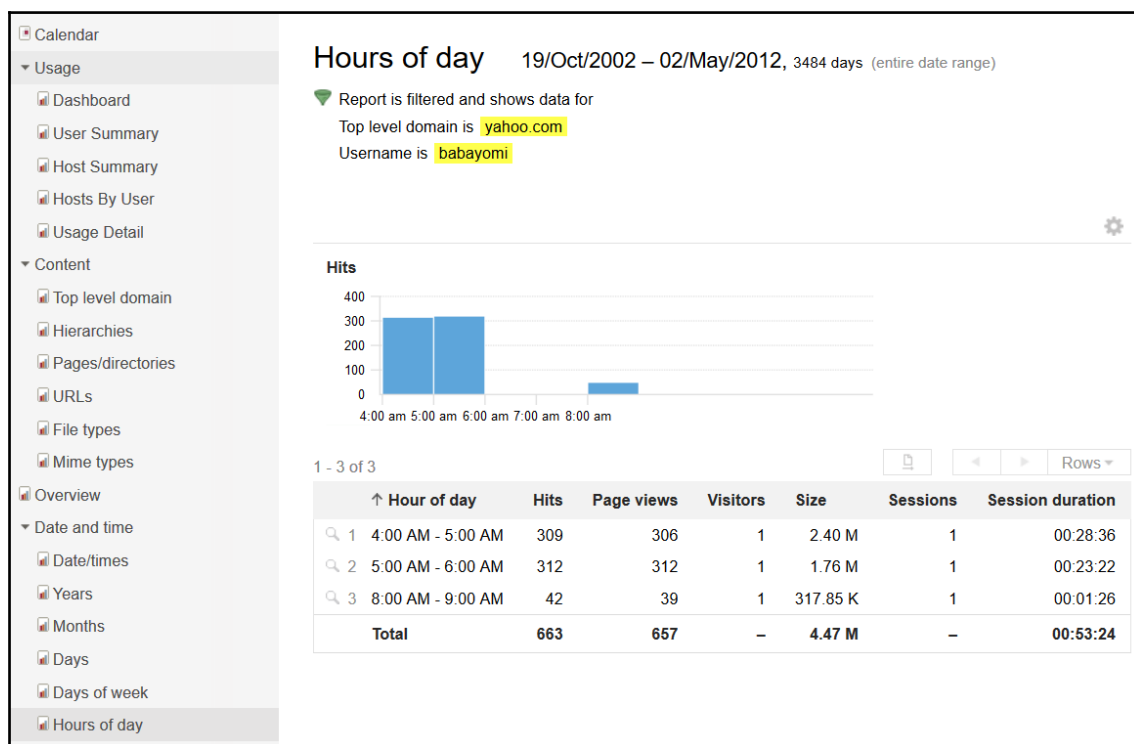 Calendar
Usage
Dashboard
User Summary
Host Summary
Hosts By User
Usage Detail
Content
Top level domain
Hierarchies
Pages/directories
URLs
File types
Mime types
Overview
Date and time
Date/times
Years
Months
Days
Days of week
Hours of day
Hours of day 19/Oct/2002 – 02/May/2012, 3484 days (entire date range)
Report is filtered and shows data for
Top level domain is yahoo.com
Username is babayomi
Hits
400
300
200
100
0
4:00 am 5:00 am 6:00 am 7:00 am 8:00 am
1 - 3 of 3 Rows
↑ Hour of day Hits Page views Visitors Size Sessions Session duration
1 4:00 AM - 5:00 AM 309 306 1 2.40 M 1 00:28:36
2 5:00 AM - 6:00 AM 312 312 1 1.76 M 1 00:23:22
3 8:00 AM - 9:00 AM 42 39 1 317.85 K 1 00:01:26
Total 663 657 – 4.47 M – 00:53:24